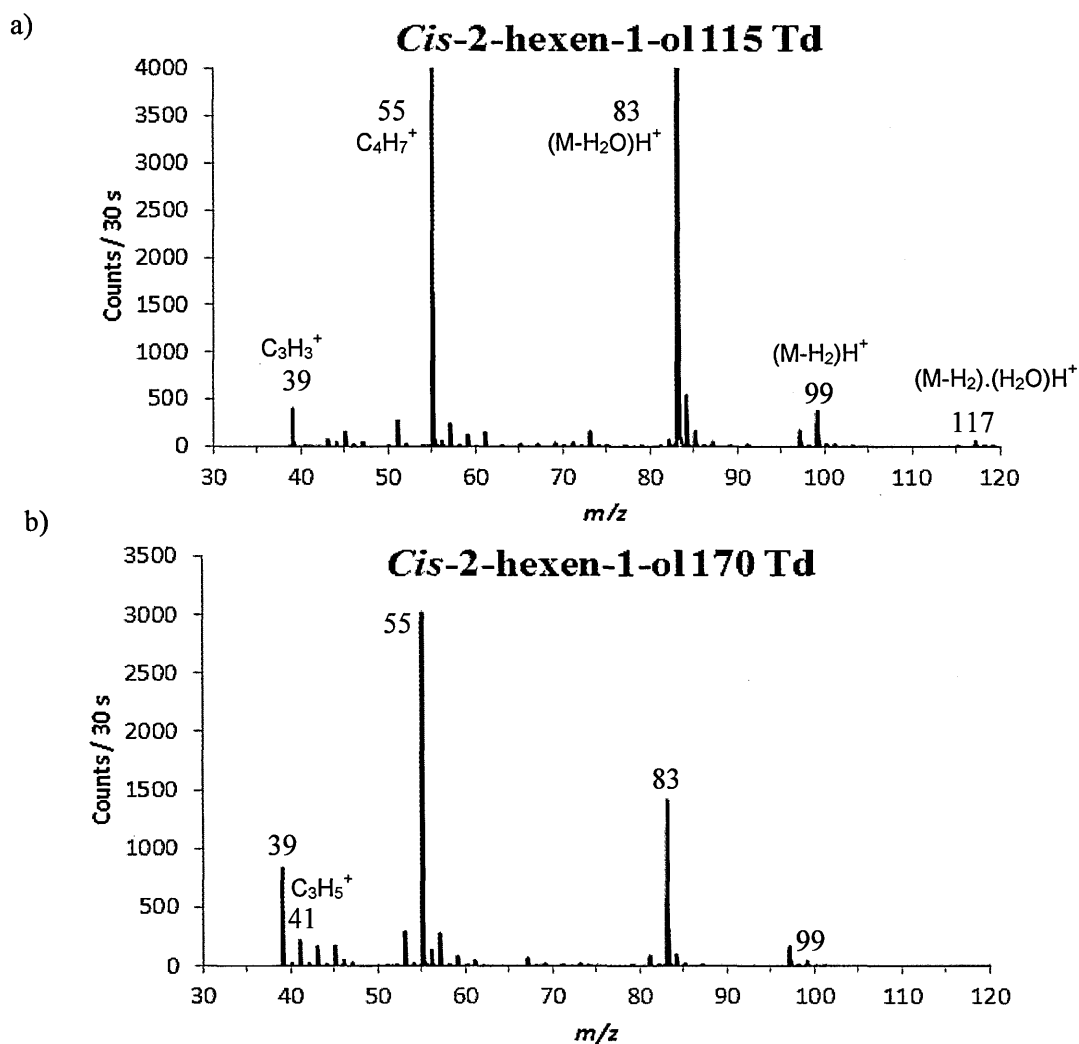 a)
Cis-2-hexen-1-ol 115 Td
4000
3500
3000
2500
2000
1500
1000
500
0
Counts / 30 s
55
C₄H₇⁺
83
(M-H₂O)H⁺
C₃H₃⁺
39
(M-H₂)H⁺
99
(M-H₂).(H₂O)H⁺
117
30 40 50 60 70 80 90 100 110 120
m/z
b)
Cis-2-hexen-1-ol 170 Td
3500
3000
2500
2000
1500
1000
500
0
Counts / 30 s
55
83
39
C₃H₅⁺
41
99
30 40 50 60 70 80 90 100 110 120
m/z